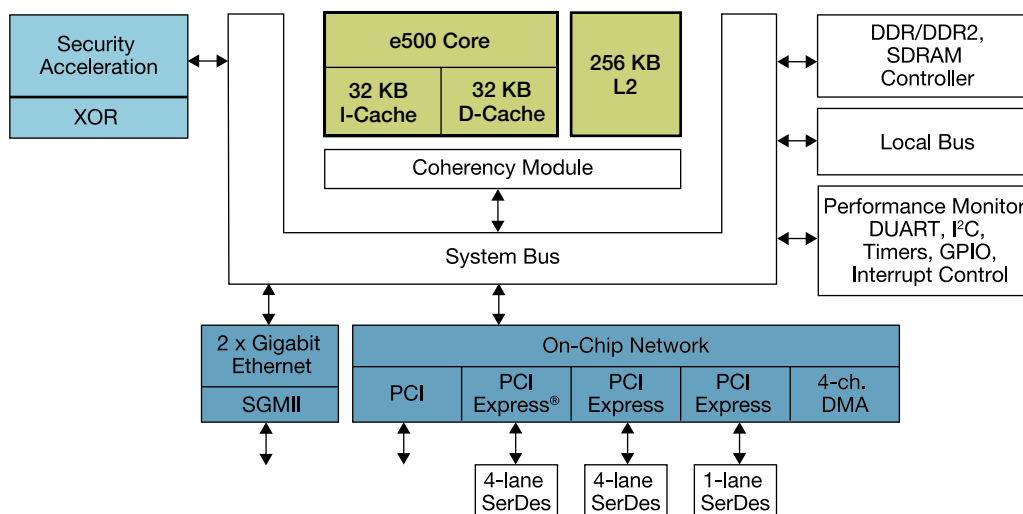 Security
Acceleration
XOR
e500 Core
32 KB
I-Cache
32 KB
D-Cache
256 KB
L2
Coherency Module
System Bus
DDR/DDR2,
SDRAM
Controller
Local Bus
Performance Monitor
DUART, I²C,
Timers, GPIO,
Interrupt Control
2 x Gigabit
Ethernet
SGMII
On-Chip Network
PCI
PCI
Express®
PCI
Express
PCI
Express
4-ch.
DMA
4-lane
SerDes
4-lane
SerDes
1-lane
SerDes